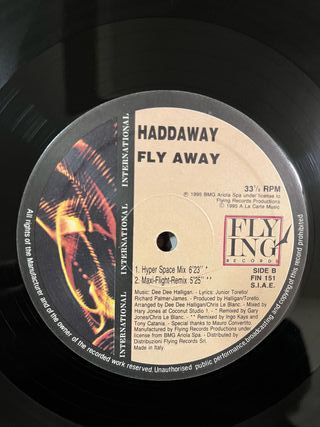 HADDAWAY
FLY AWAY
33⅓ RPM
℗ 1995 BMG Ariola Spa under license to
Flying Records Productions
© 1995 A La Carte Music
FLY
ING
RECORDS
SIDE B
FIN 151
S.I.A.E.
1. Hyper Space Mix 6'23" *
2. Maxi-Flight-Remix 5'25" **
Music: Dee Dee Halligan - Lyrics: Junior Torello/
Richard Palmer-James. - Produced by Halligan/Torello.
Arranged by Dee Dee Halligan/Chris Le Blanc. - Mixed by
Hary Jones at Coconut Studio 1. - * Remixed by Gary
Jones/Chris Le Blanc. - ** Remixed by Ingo Kays and
Tony Catania. - Special thanks to Mauro Convertito.
Manufactured by Flying Records Productions under
license from BMG Ariola Spa. - Distributed by
Distribuzioni Flying Records Srl.
Made in Italy.
INTERNATIONAL INTERNATIONAL INTERNATIONAL INTERNATIONAL
All rights of the Manufacturer and of the owner of the recorded work reserved.Unauthorised public performance,broadcasting and copying of this record prohibited